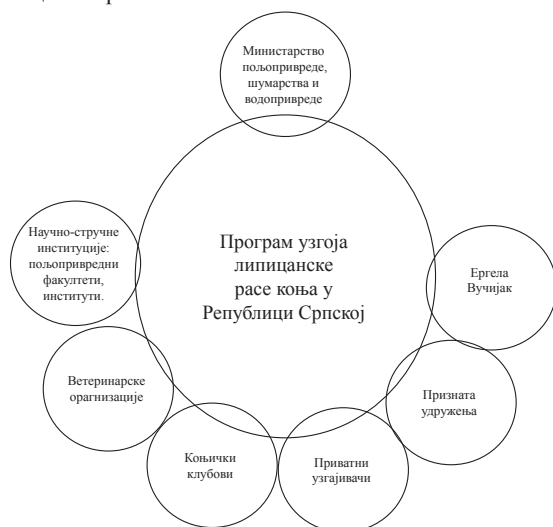 Министарство
пољопривреде,
шумарства и
водопривреде
Научно-стручне
институције:
пољопривредни
факултети,
институти.
Програм узгоја
липицанске
расе коња у
Републици Српској
Ергела
Вучијак
Ветеринарске
орагнизације
Призната
удружења
Коњички
клубови
Приватни
узгајивачи